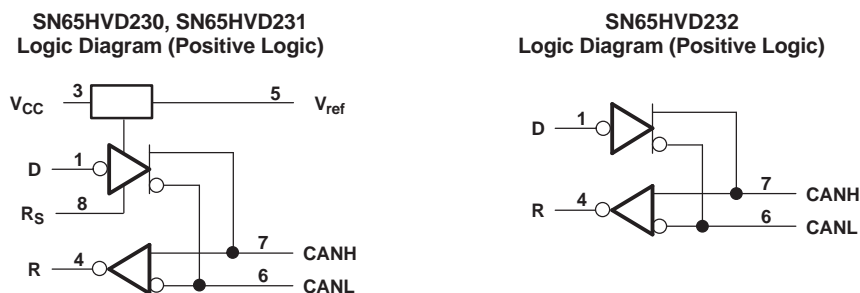 SN65HVD230, SN65HVD231
Logic Diagram (Positive Logic)
VCC 3 5 Vref
D 1
RS 8
R 4 7 CANH
6 CANL
SN65HVD232
Logic Diagram (Positive Logic)
D 1
R 4 7 CANH
6 CANL